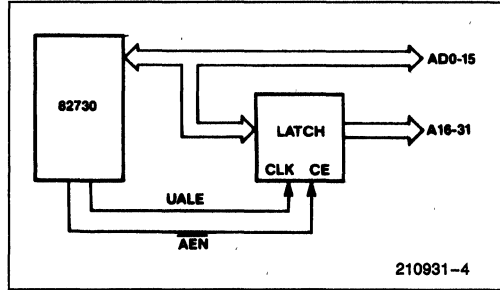 AD0-15
82730
LATCH
A16-31
CLK CE
UALE
AEN
210931-4